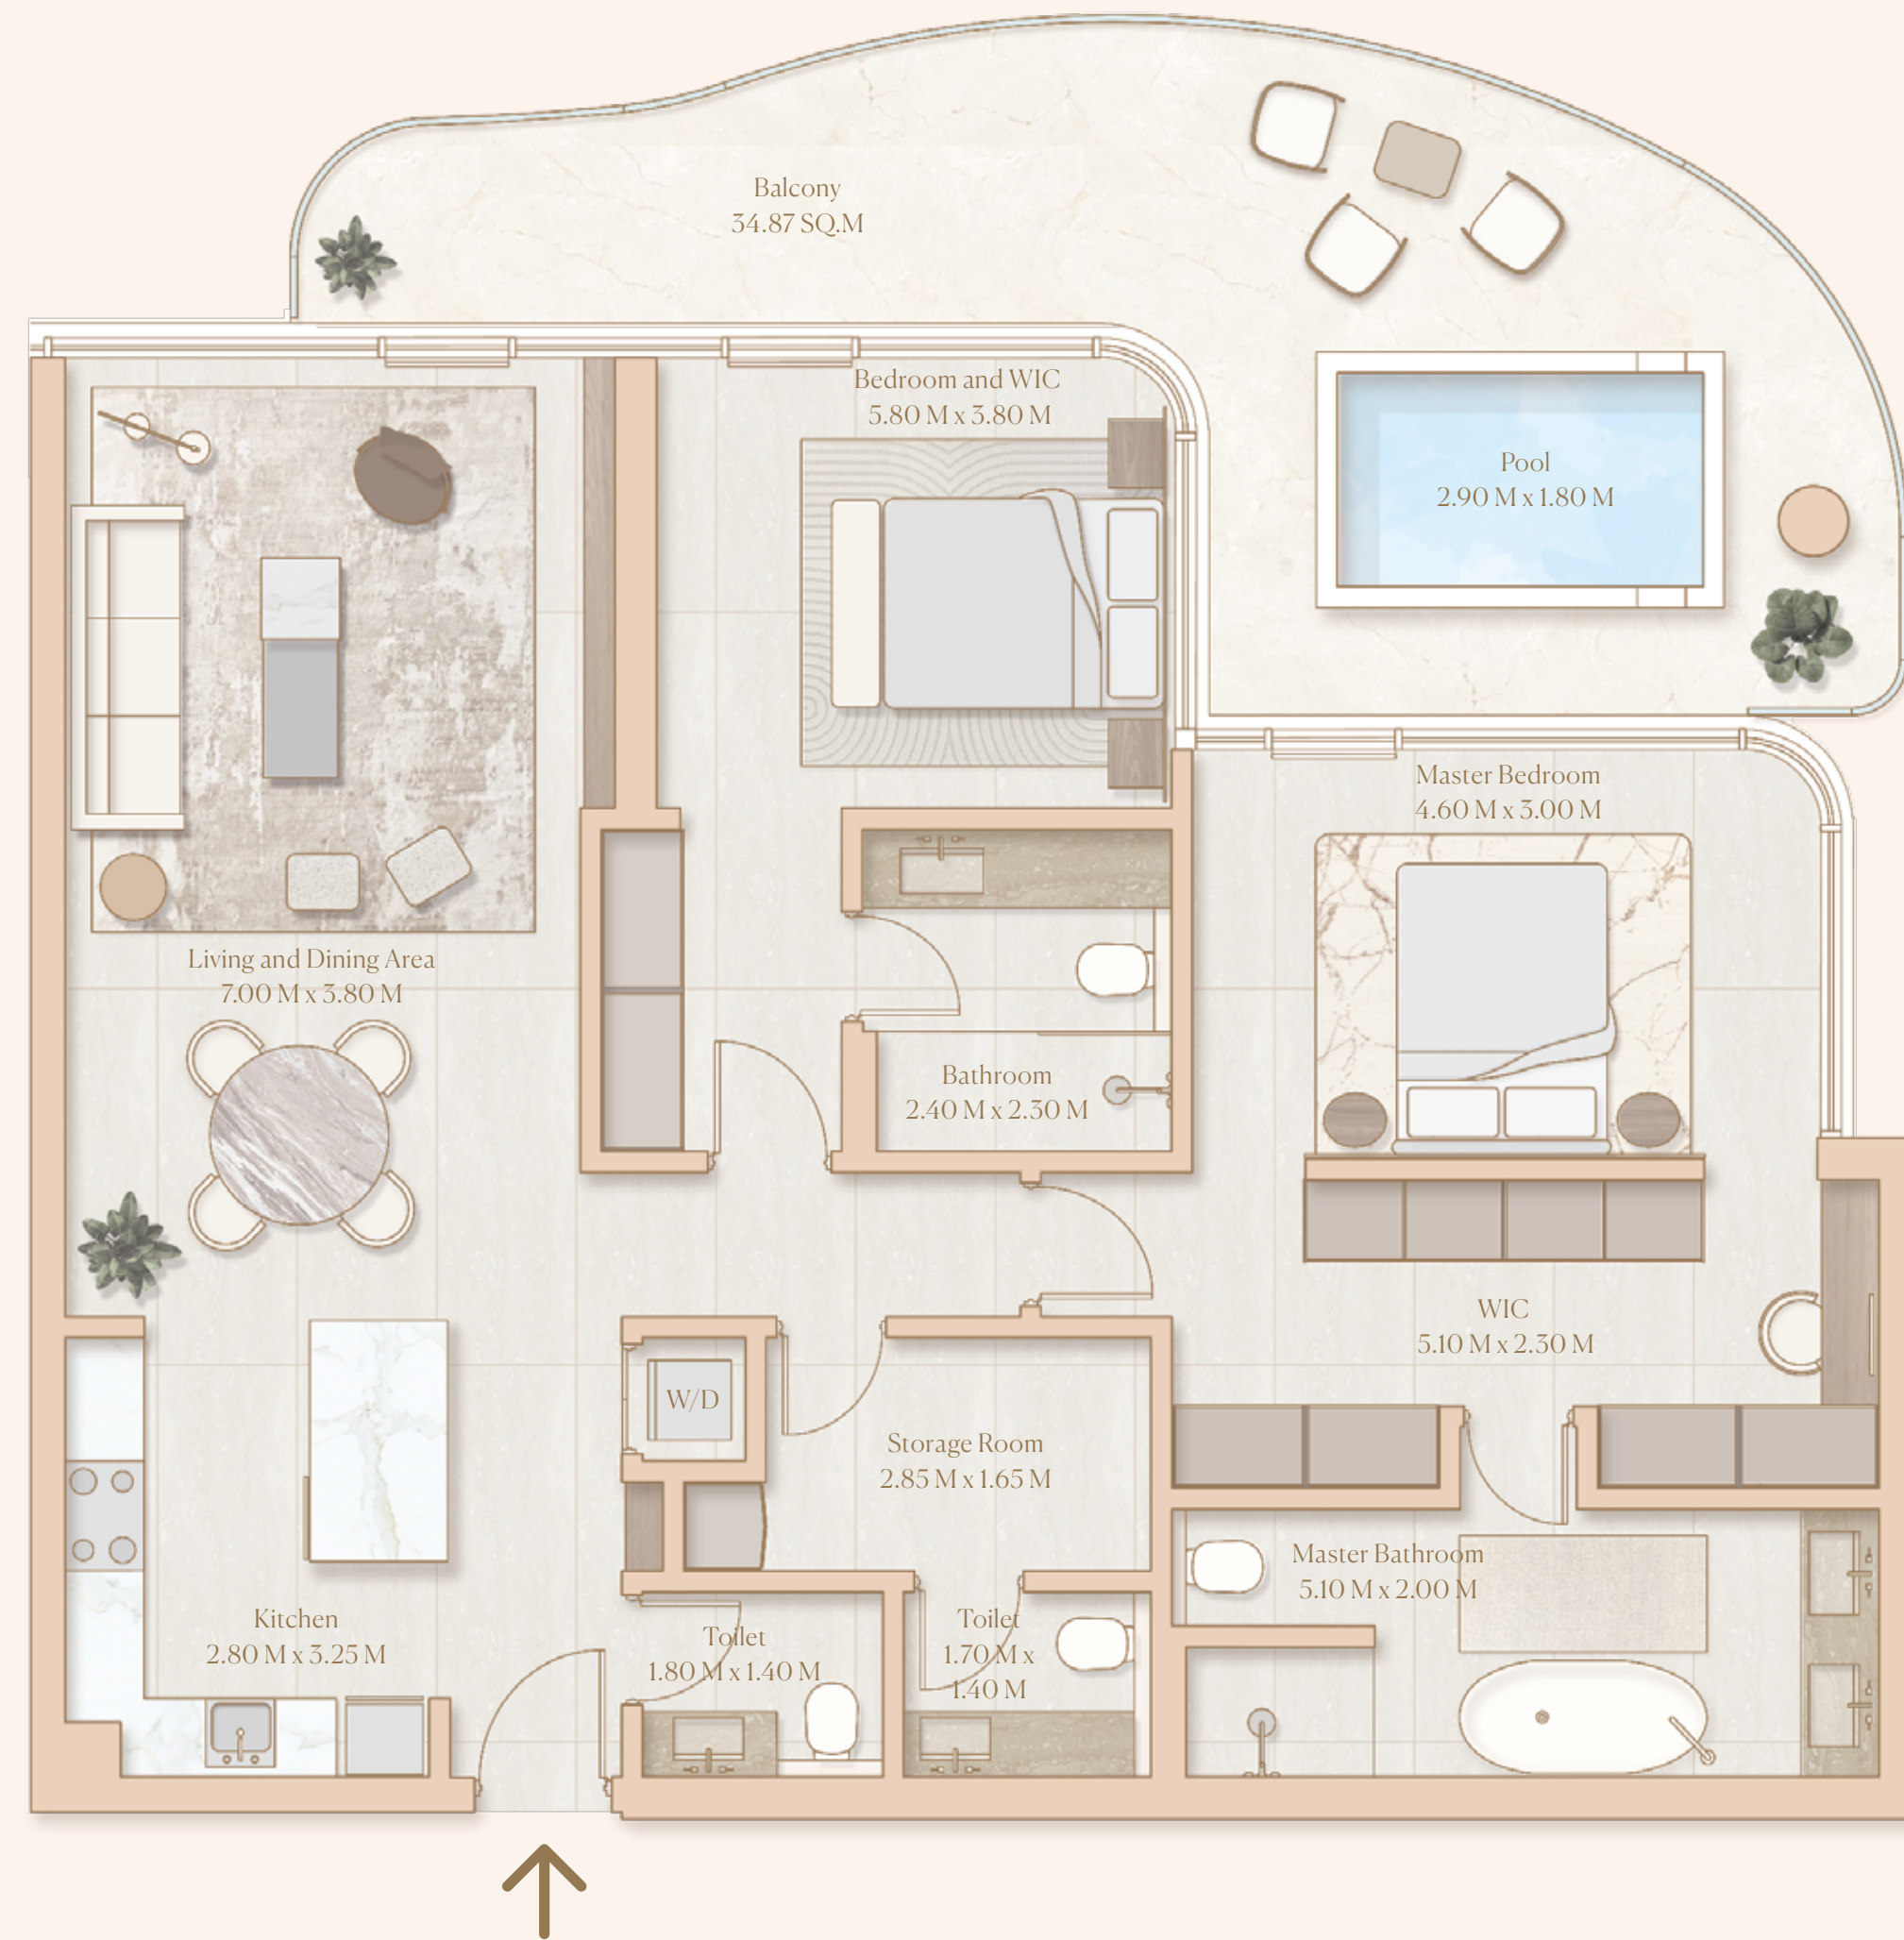 Balcony
34.87 SQ.M
Bedroom and WIC
5.80 M x 3.80 M
Pool
2.90 M x 1.80 M
Master Bedroom
4.60 M x 3.00 M
Living and Dining Area
7.00 M x 3.80 M
Bathroom
2.40 M x 2.30 M
WIC
5.10 M x 2.30 M
W/D
Storage Room
2.85 M x 1.65 M
Master Bathroom
5.10 M x 2.00 M
Kitchen
2.80 M x 3.25 M
Toilet
1.80 M x 1.40 M
Toilet
1.70 M x
1.40 M